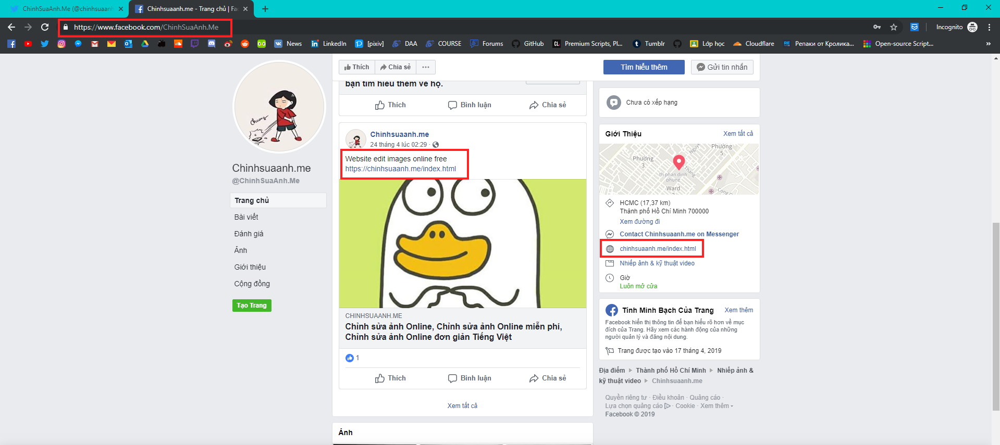 ChinhSuaAnh.Me (@chinhsuaanh
Chinhsuaanh.me - Trang chủ | Fac
https://www.facebook.com/ChinhSuaAnh.Me
Incognito
News
LinkedIn
[pixiv]
DAA
COURSE
Forums
GitHub
Premium Scripts, Pl...
Tumblr
Lớp học
Cloudflare
Репаки от Кролика...
Open-source Script...
»
Thích
Chia sẻ
Tìm hiểu thêm
Gửi tin nhắn
bạn tìm hiểu thêm về họ.
Thích
Bình luận
Chia sẻ
Choang
Chinhsuaanh.me
@ChinhSuaAnh.Me
Trang chủ
Bài viết
Đánh giá
Ảnh
Giới thiệu
Cộng đồng
Tạo Trang
Chinhsuaanh.me
24 tháng 4 lúc 02:29 ·
Website edit images online free
https://chinhsuaanh.me/index.html
CHINHSUAANH.ME
Chỉnh sửa ảnh Online, Chỉnh sửa ảnh Online miễn phí,
Chỉnh sửa ảnh Online đơn giản Tiếng Việt
1
Thích
Bình luận
Chia sẻ
Xem tất cả
Ảnh
Chưa có xếp hạng
Giới Thiệu
Xem tất cả
Phường
3
Phường
5
th phan dinh
phung
Thang
Ward
Cong
HCMC (17,37 km)
Thành phố Hồ Chí Minh 700000
Xem đường đi
Contact Chinhsuaanh.me on Messenger
chinhsuaanh.me/index.html
Nhiếp ảnh & kỹ thuật video
Giờ
Luôn mở cửa
Tính Minh Bạch Của Trang
Xem thêm
Facebook hiển thị thông tin để bạn hiểu rõ hơn về mục
đích của Trang. Hãy xem các hành động của những
người quản lý và đăng nội dung.
Trang được tạo vào 17 tháng 4, 2019
Địa điểm
Thành phố Hồ Chí Minh
Nhiếp ảnh &
kỹ thuật video
Chinhsuaanh.me
Quyền riêng tư · Điều khoản · Quảng cáo ·
Lựa chọn quảng cáo · Cookie · Xem thêm
Facebook © 2019